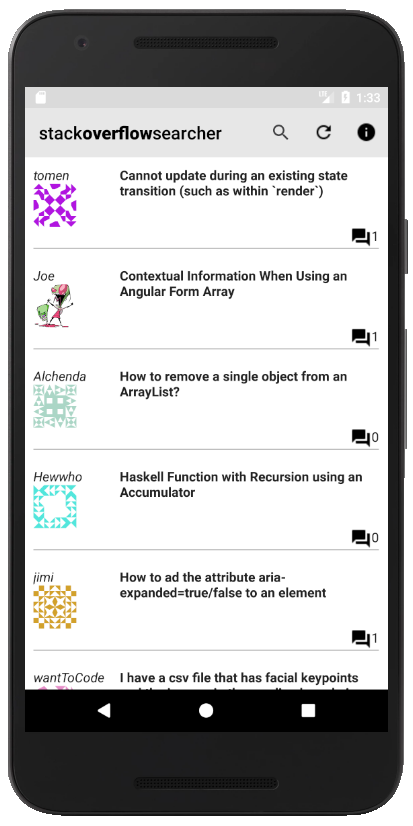 LTE 1:33
stackoverflowsearcher
tomen
Cannot update during an existing state
transition (such as within `render`)
1
Joe
Contextual Information When Using an
Angular Form Array
1
Alchenda
How to remove a single object from an
ArrayList?
0
Hewwho
Haskell Function with Recursion using an
Accumulator
0
jimi
How to ad the attribute aria-
expanded=true/false to an element
1
wantToCode
I have a csv file that has facial keypoints